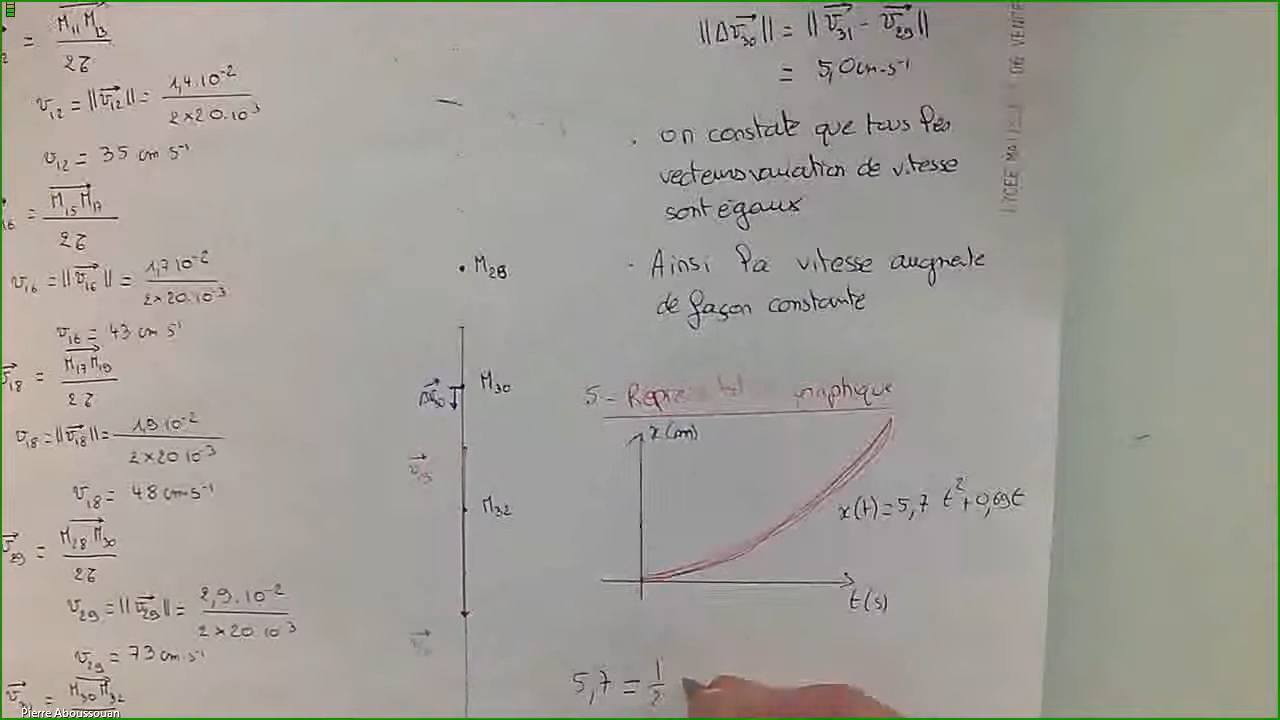 = M₁₁M₁₃ / 2τ
v₁₂ = ||v₁₂|| = 1,4.10⁻² / 2×20.10⁻³
v₁₂ = 35 cm s⁻¹
= M₁₅M₁₇ / 2τ
v₁₆ = ||v₁₆|| = 1,7 10⁻² / 2×20.10⁻³
v₁₆ = 43 cm s⁻¹
v₁₈ = M₁₇M₁₉ / 2τ
v₁₈ = ||v₁₈|| = 1,9 10⁻² / 2×20 10⁻³
v₁₈ = 48 cm s⁻¹
v₂₉ = M₂₈M₃₀ / 2τ
v₂₉ = ||v₂₉|| = 2,9.10⁻² / 2×20 10⁻³
v₂₉ = 73 cm.s⁻¹
= M₃₀M₃₂
M₂₈
M₃₀
Δv₃₀
M₃₂
||Δv₃₀|| = ||v₃₁ - v₂₉||
= 5,0 cm.s⁻¹
. on constate que tous les
vecteurs variation de vitesse
sont égaux
- Ainsi la vitesse augmente
de façon constante
5 - graphique
x(m)
x(t) = 5,7 t² + 0,69t
t(s)
5,7 = 1/2
LYCEE DE VENCE
Pierre Aboussouan